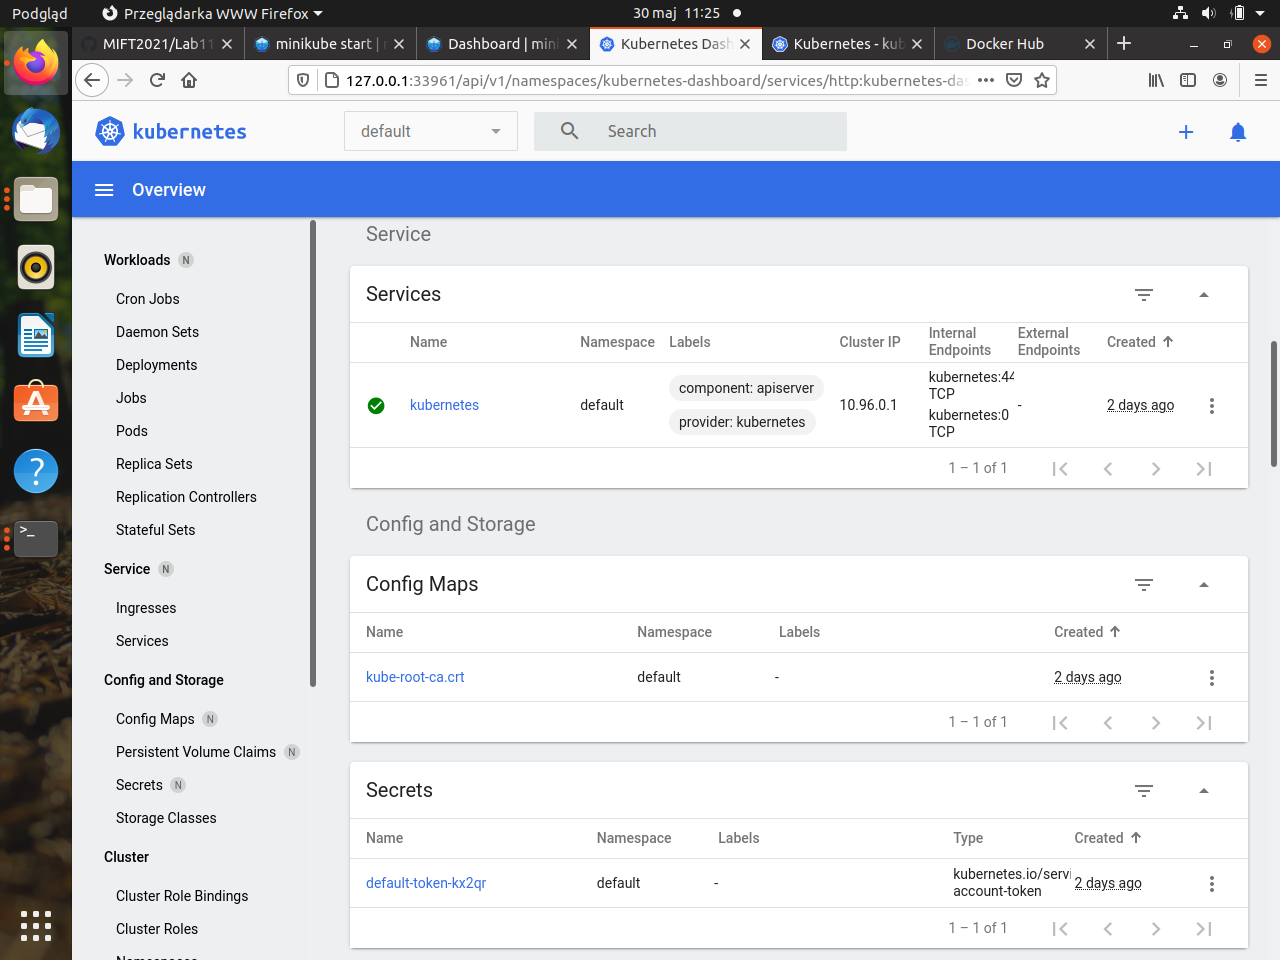 Podgląd
Przeglądarka WWW Firefox
30 maj 11:25
MIFT2021/Lab11
minikube start |
Dashboard | mini
Kubernetes Dash
Kubernetes - kub
Docker Hub
127.0.0.1:33961/api/v1/namespaces/kubernetes-dashboard/services/http:kubernetes-da
kubernetes
default
Search
Overview
Workloads N
Cron Jobs
Daemon Sets
Deployments
Jobs
Pods
Replica Sets
Replication Controllers
Stateful Sets
Service N
Ingresses
Services
Config and Storage
Config Maps N
Persistent Volume Claims N
Secrets N
Storage Classes
Cluster
Cluster Role Bindings
Cluster Roles
Namespaces
Service
Services
Name Namespace Labels Cluster IP Internal Endpoints External Endpoints Created
kubernetes default component: apiserver provider: kubernetes 10.96.0.1 kubernetes:44 TCP kubernetes:0 TCP - 2 days ago
1 – 1 of 1
Config and Storage
Config Maps
Name Namespace Labels Created
kube-root-ca.crt default - 2 days ago
1 – 1 of 1
Secrets
Name Namespace Labels Type Created
default-token-kx2qr default - kubernetes.io/servi account-token 2 days ago
1 – 1 of 1